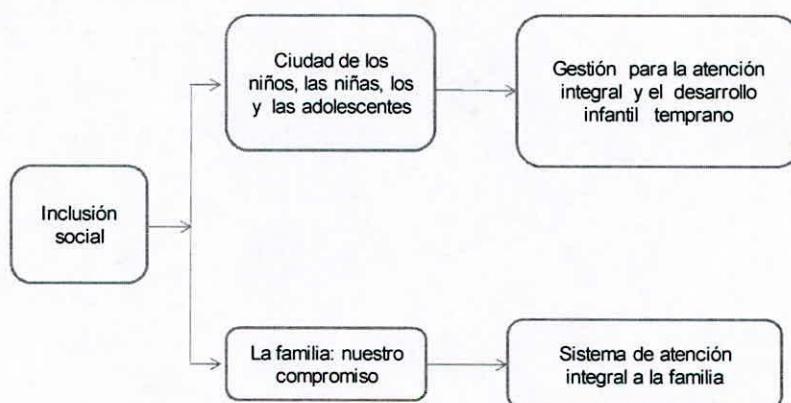 Ciudad de los
niños, las niñas, los
y las adolescentes
Gestión para la atención
integral y el desarrollo
infantil temprano
Inclusión
social
La familia: nuestro
compromiso
Sistema de atención
integral a la familia